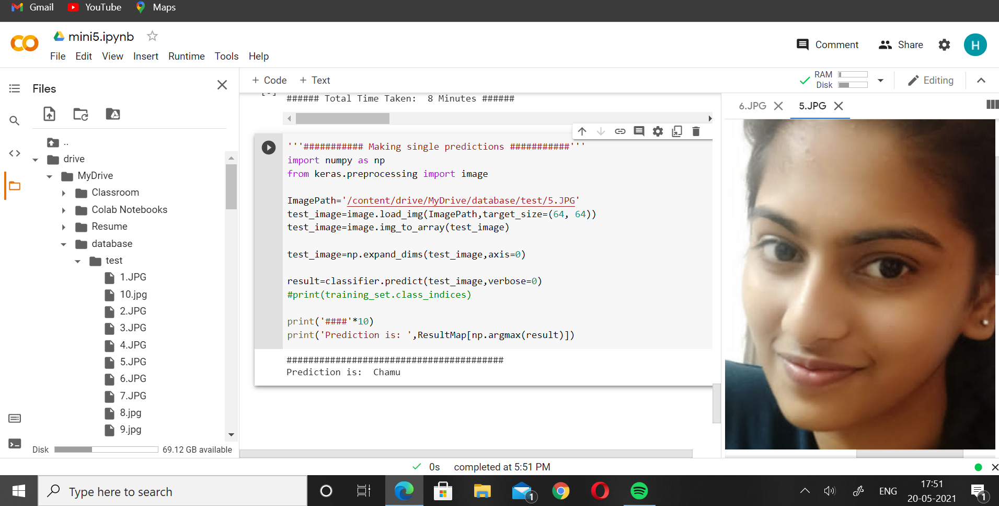 Gmail YouTube Maps
mini5.ipynb
File Edit View Insert Runtime Tools Help
Comment Share H
Files
+ Code + Text
RAM
Disk
Editing
..
drive
MyDrive
Classroom
Colab Notebooks
Resume
database
test
1.JPG
10.jpg
2.JPG
3.JPG
4.JPG
5.JPG
6.JPG
7.JPG
8.jpg
9.jpg
Disk 69.12 GB available
###### Total Time Taken: 8 Minutes ######
'''########### Making single predictions ###########'''
import numpy as np
from keras.preprocessing import image
ImagePath='/content/drive/MyDrive/database/test/5.JPG'
test_image=image.load_img(ImagePath,target_size=(64, 64))
test_image=image.img_to_array(test_image)
test_image=np.expand_dims(test_image,axis=0)
result=classifier.predict(test_image,verbose=0)
#print(training_set.class_indices)
print('####'*10)
print('Prediction is: ',ResultMap[np.argmax(result)])
########################################
Prediction is: Chamu
6.JPG 5.JPG
0s completed at 5:51 PM
Type here to search
1
ENG
17:51
20-05-2021
1